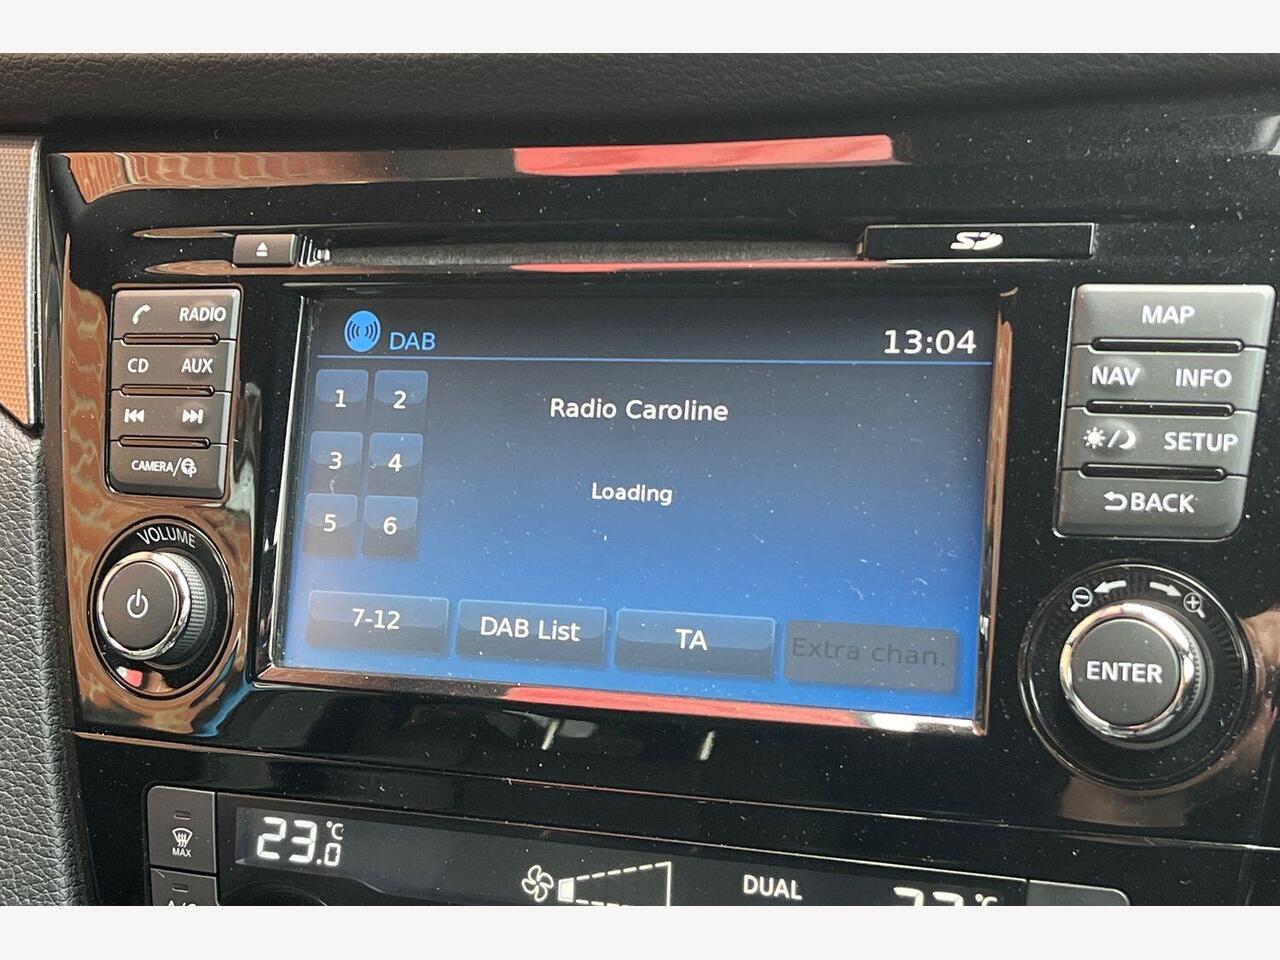 SD
RADIO
CD AUX
CAMERA/
VOLUME
DAB
13:04
1 2
3 4
5 6
Radio Caroline
Loading
7-12
DAB List
TA
Extra chan.
MAP
NAV INFO
SETUP
BACK
ENTER
MAX
23.0 °C
DUAL
°C